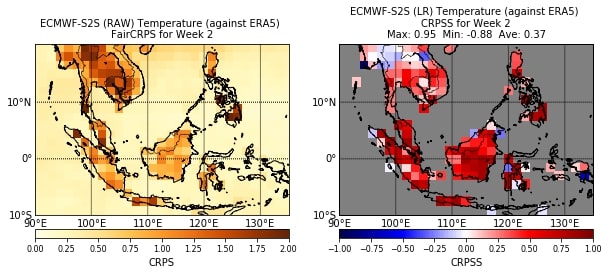 ECMWF-S2S (RAW) Temperature (against ERA5)
FairCRPS for Week 2
10°N
0°
10°S
90°E 100°E 110°E 120°E 130°E
0.00 0.25 0.50 0.75 1.00 1.25 1.50 1.75 2.00
CRPS
ECMWF-S2S (LR) Temperature (against ERA5)
CRPSS for Week 2
Max: 0.95 Min: -0.88 Ave: 0.37
10°N
0°
10°S
90°E 100°E 110°E 120°E 130°E
−1.00 −0.75 −0.50 −0.25 0.00 0.25 0.50 0.75 1.00
CRPSS